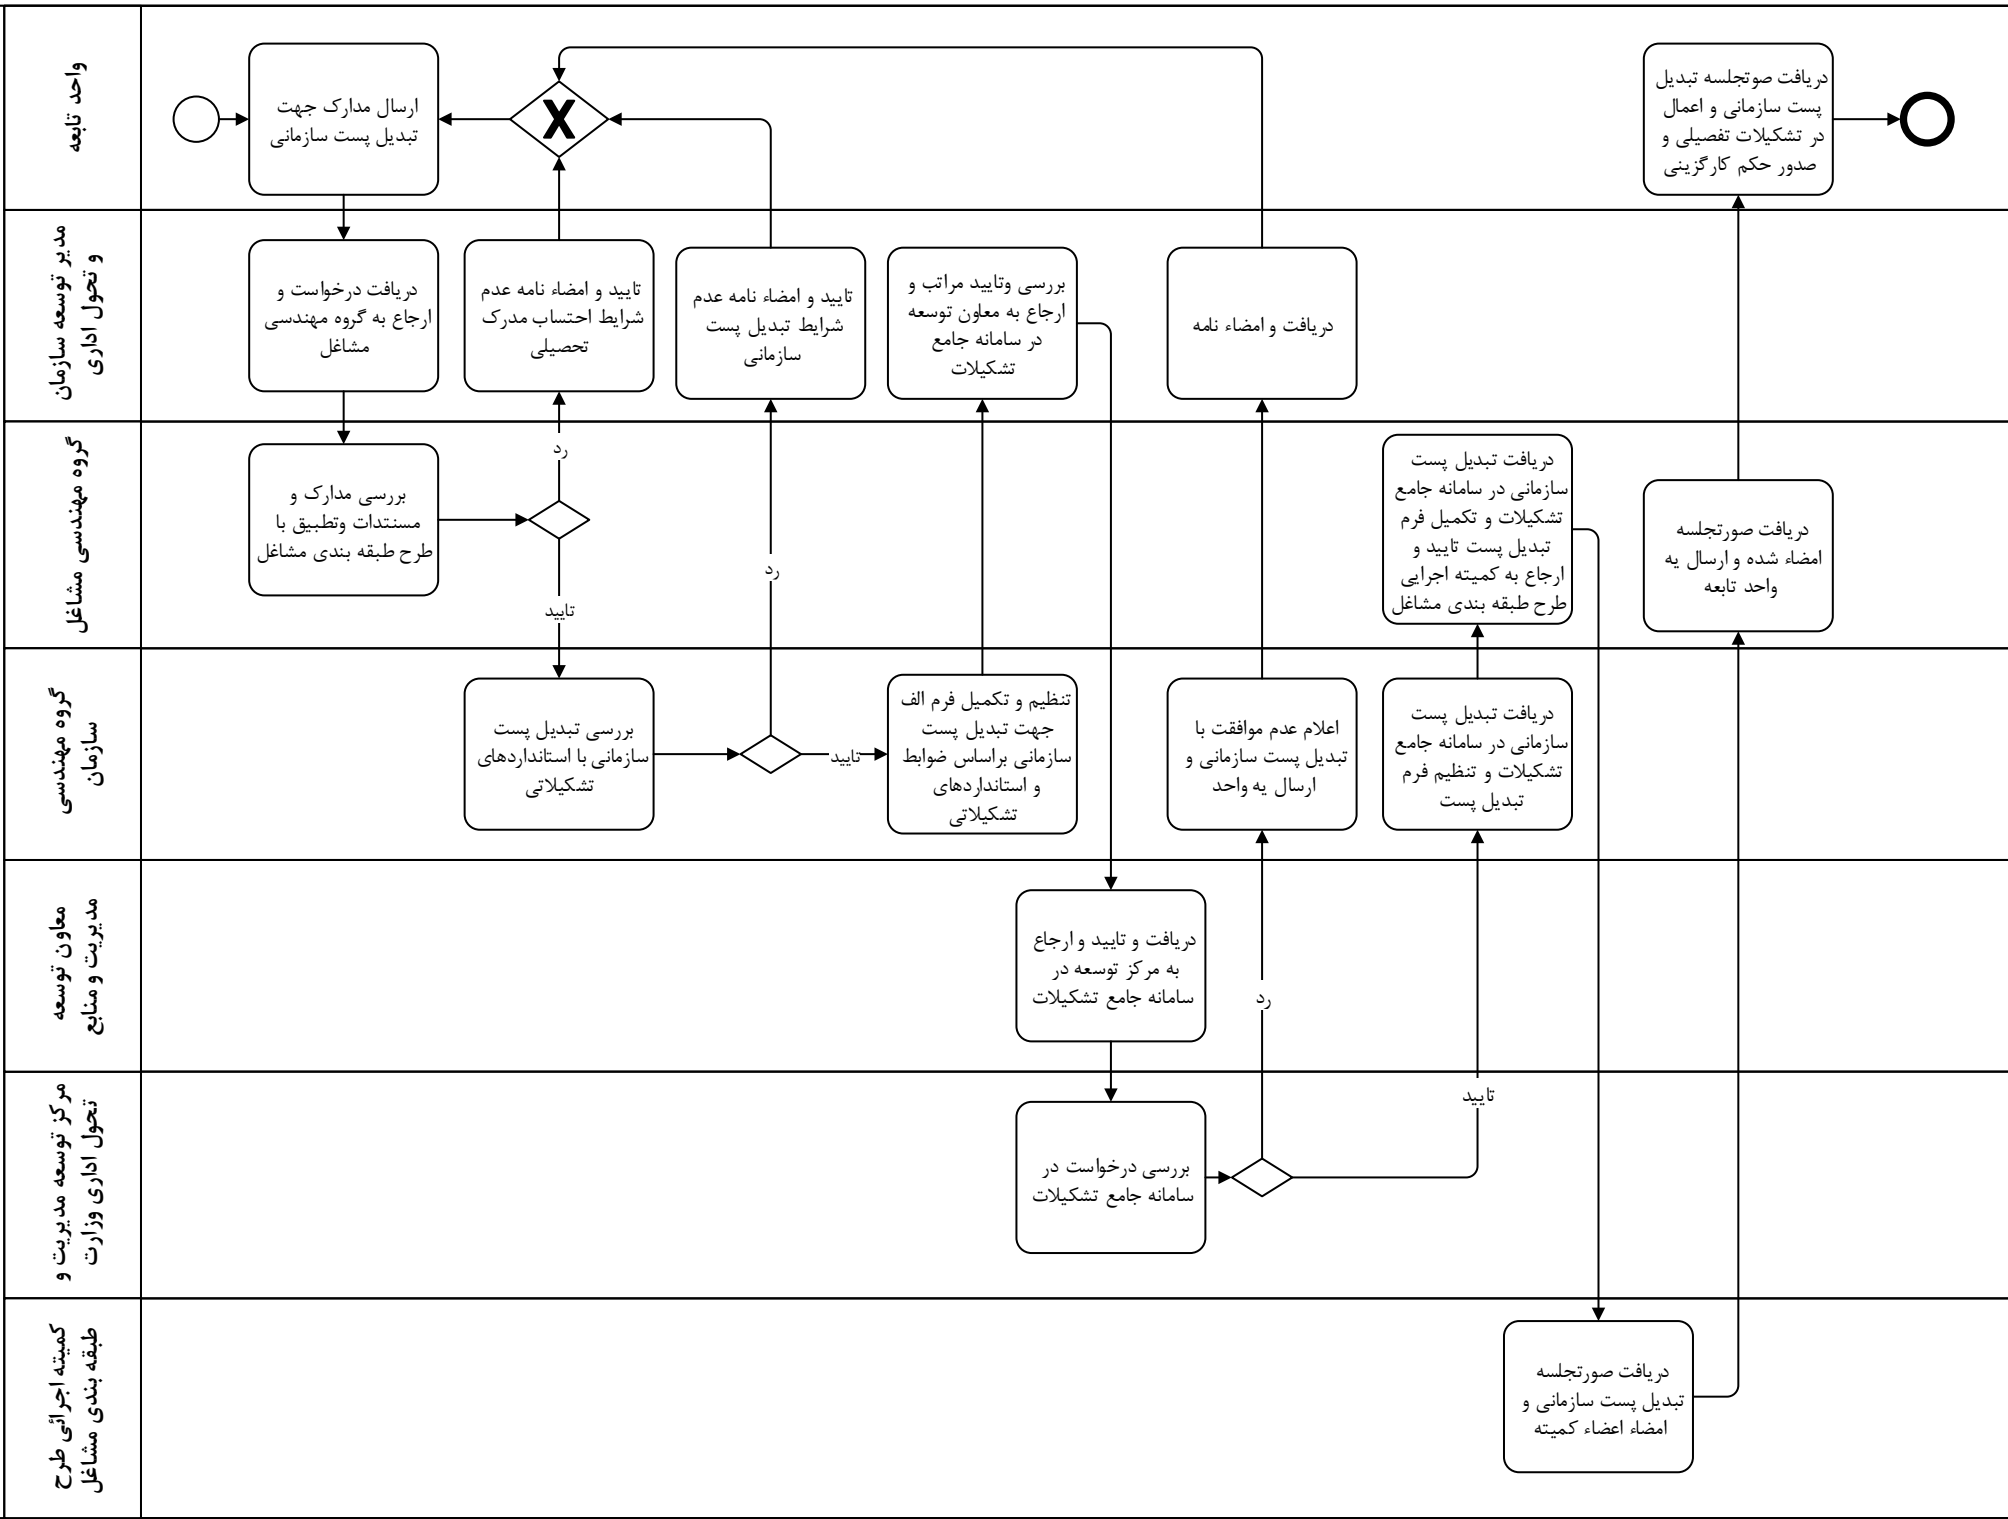 واحد تابعه
ارسال مدارک جهت
تبدیل پست سازمانی
X
دریافت صوتجلسه تبدیل
پست سازمانی و اعمال
در تشکیلات تفصیلی و
صدور حکم کارگزینی
مدیر توسعه سازمان
و تحول اداری
دریافت درخواست و
ارجاع به گروه مهندسی
مشاغل
تایید و امضاء نامه عدم
شرایط احتساب مدرک
تحصیلی
تایید و امضاء نامه عدم
شرایط تبدیل پست
سازمانی
بررسی وتایید مراتب و
ارجاع به معاون توسعه
در سامانه جامع
تشکیلات
دریافت و امضاء نامه
گروه مهندسی مشاغل
بررسی مدارک و
مستندات وتطبیق با
طرح طبقه بندی مشاغل
رد
تایید
رد
دریافت تبدیل پست
سازمانی در سامانه جامع
تشکیلات و تکمیل فرم
تبدیل پست تایید و
ارجاع به کمیته اجرایی
طرح طبقه بندی مشاغل
دریافت صورتجلسه
امضاء شده و ارسال یه
واحد تابعه
گروه مهندسی
سازمان
بررسی تبدیل پست
سازمانی با استانداردهای
تشکیلاتی
تایید
تنظیم و تکمیل فرم الف
جهت تبدیل پست
سازمانی براساس ضوابط
و استانداردهای
تشکیلاتی
اعلام عدم موافقت با
تبدیل پست سازمانی و
ارسال یه واحد
دریافت تبدیل پست
سازمانی در سامانه جامع
تشکیلات و تنظیم فرم
تبدیل پست
معاون توسعه
مدیریت و منابع
دریافت و تایید و ارجاع
به مرکز توسعه در
سامانه جامع تشکیلات
رد
مرکز توسعه مدیریت و
تحول اداری وزارت
بررسی درخواست در
سامانه جامع تشکیلات
تایید
کمیته اجرائی طرح
طبقه بندی مشاغل
دریافت صورتجلسه
تبدیل پست سازمانی و
امضاء اعضاء کمیته